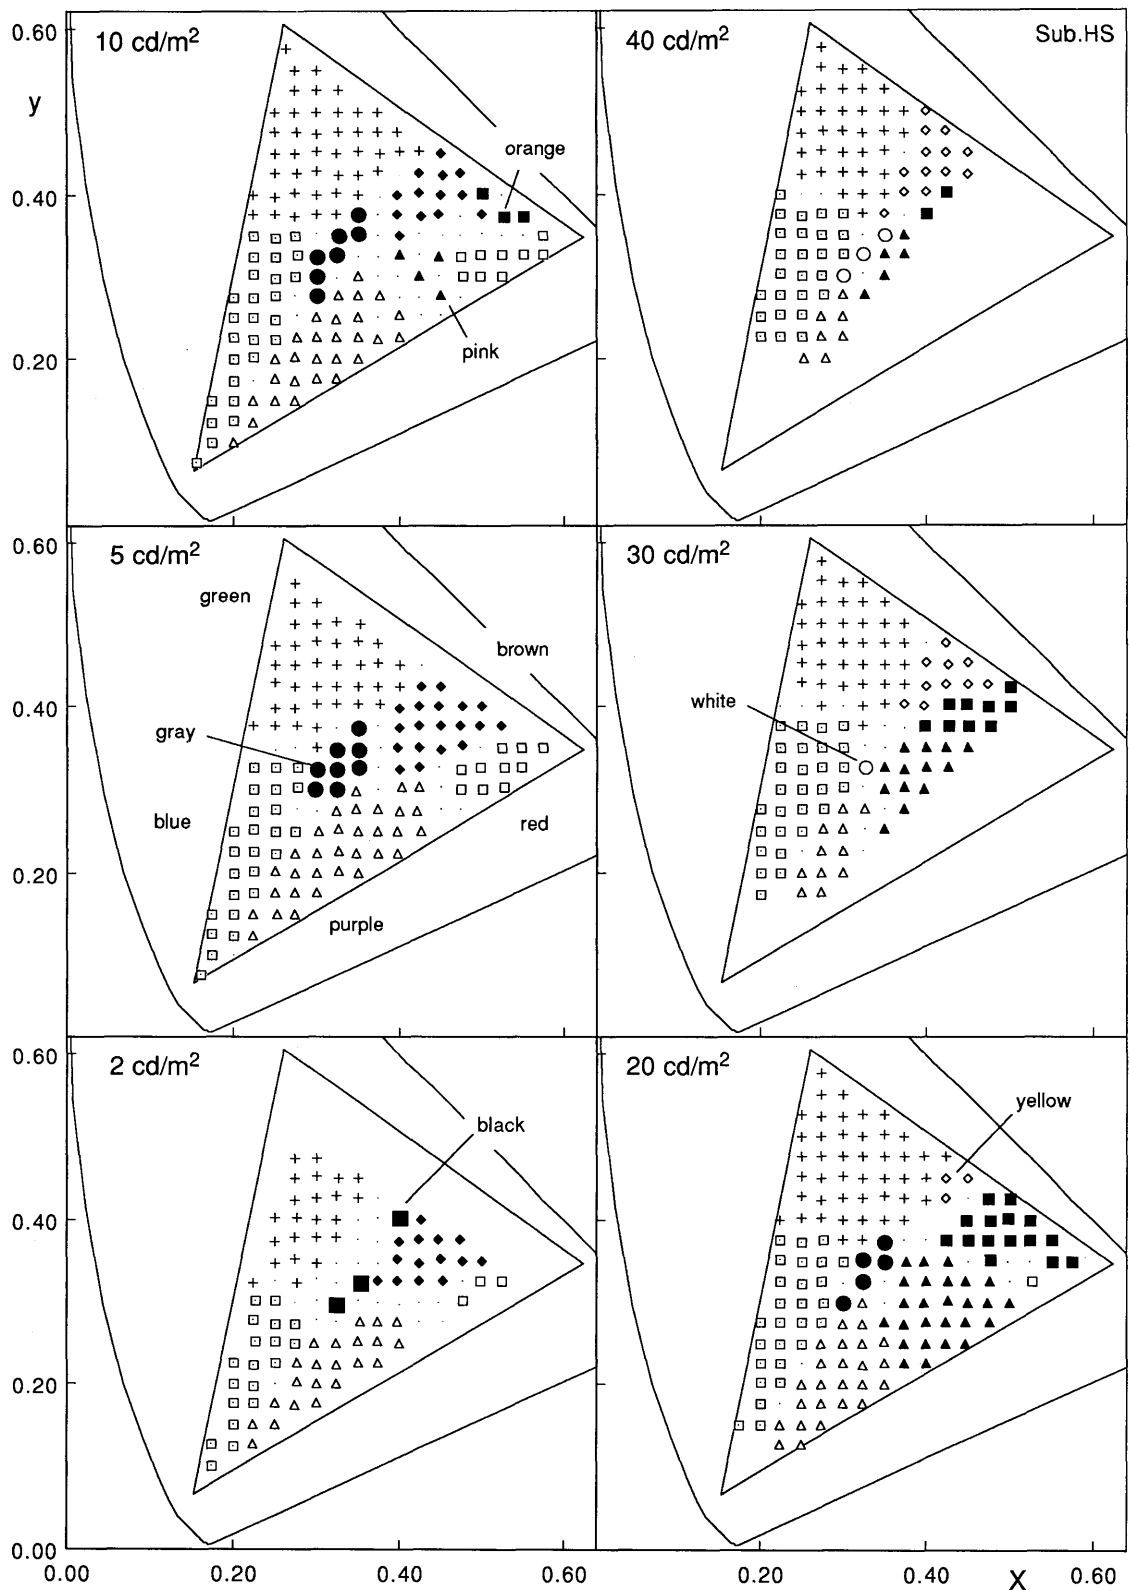 0.60
10 cd/m²
40 cd/m²
Sub.HS
y
orange
0.40
0.20
pink
0.60
5 cd/m²
30 cd/m²
green
brown
0.40
white
gray
blue
red
0.20
purple
0.60
2 cd/m²
20 cd/m²
black
yellow
0.40
0.20
0.00
0.00
0.20
0.40
0.20
0.40
X
0.60